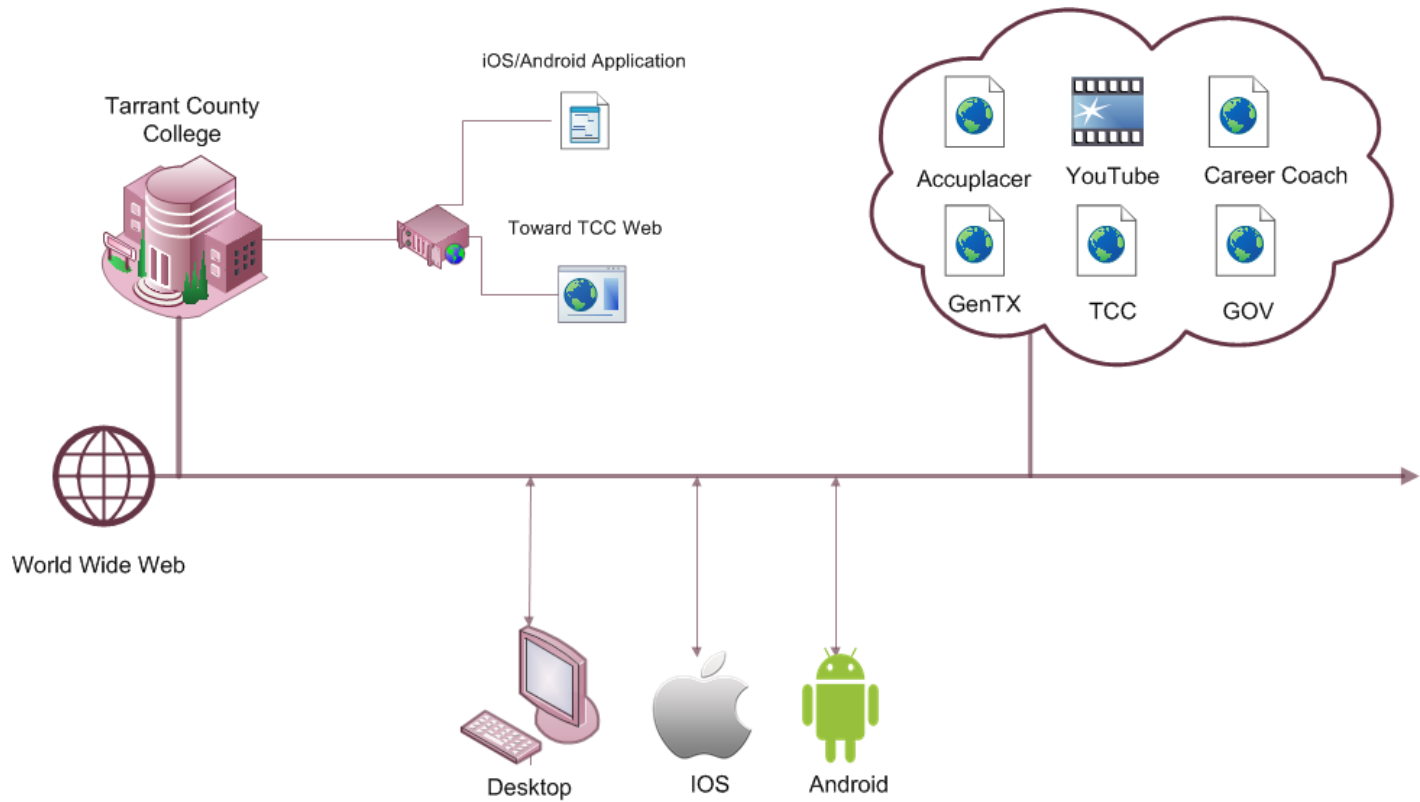 iOS/Android Application
Tarrant County
College
Toward TCC Web
Accuplacer
YouTube
Career Coach
GenTX
TCC
GOV
World Wide Web
Desktop
IOS
Android